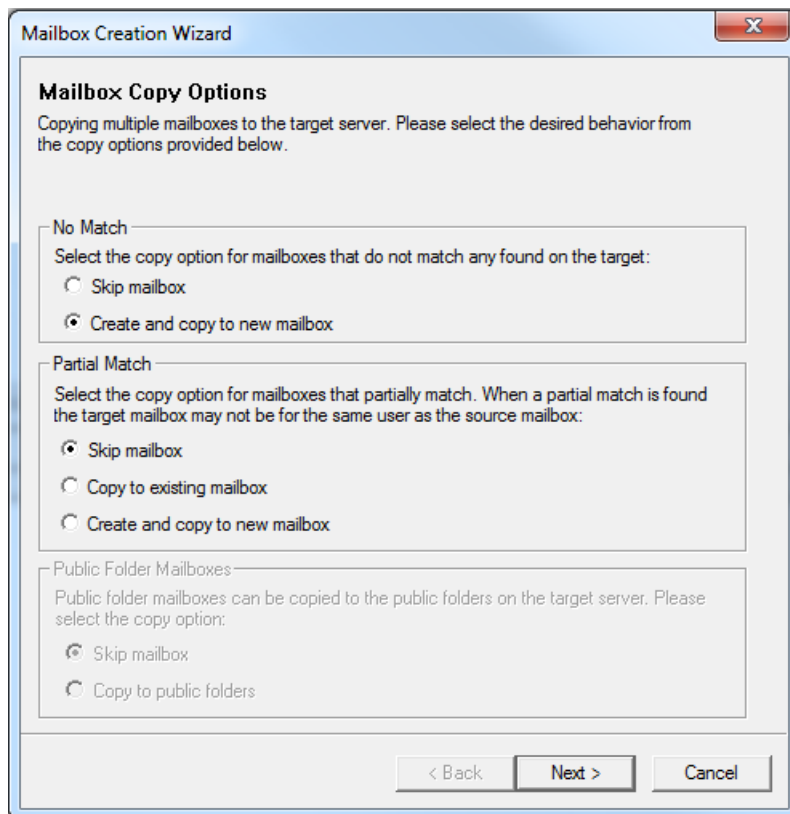 Mailbox Creation Wizard
Mailbox Copy Options
Copying multiple mailboxes to the target server. Please select the desired behavior from
the copy options provided below.
No Match
Select the copy option for mailboxes that do not match any found on the target:
Skip mailbox
Create and copy to new mailbox
Partial Match
Select the copy option for mailboxes that partially match. When a partial match is found
the target mailbox may not be for the same user as the source mailbox:
Skip mailbox
Copy to existing mailbox
Create and copy to new mailbox
Public Folder Mailboxes
Public folder mailboxes can be copied to the public folders on the target server. Please
select the copy option:
Skip mailbox
Copy to public folders
< Back Next > Cancel